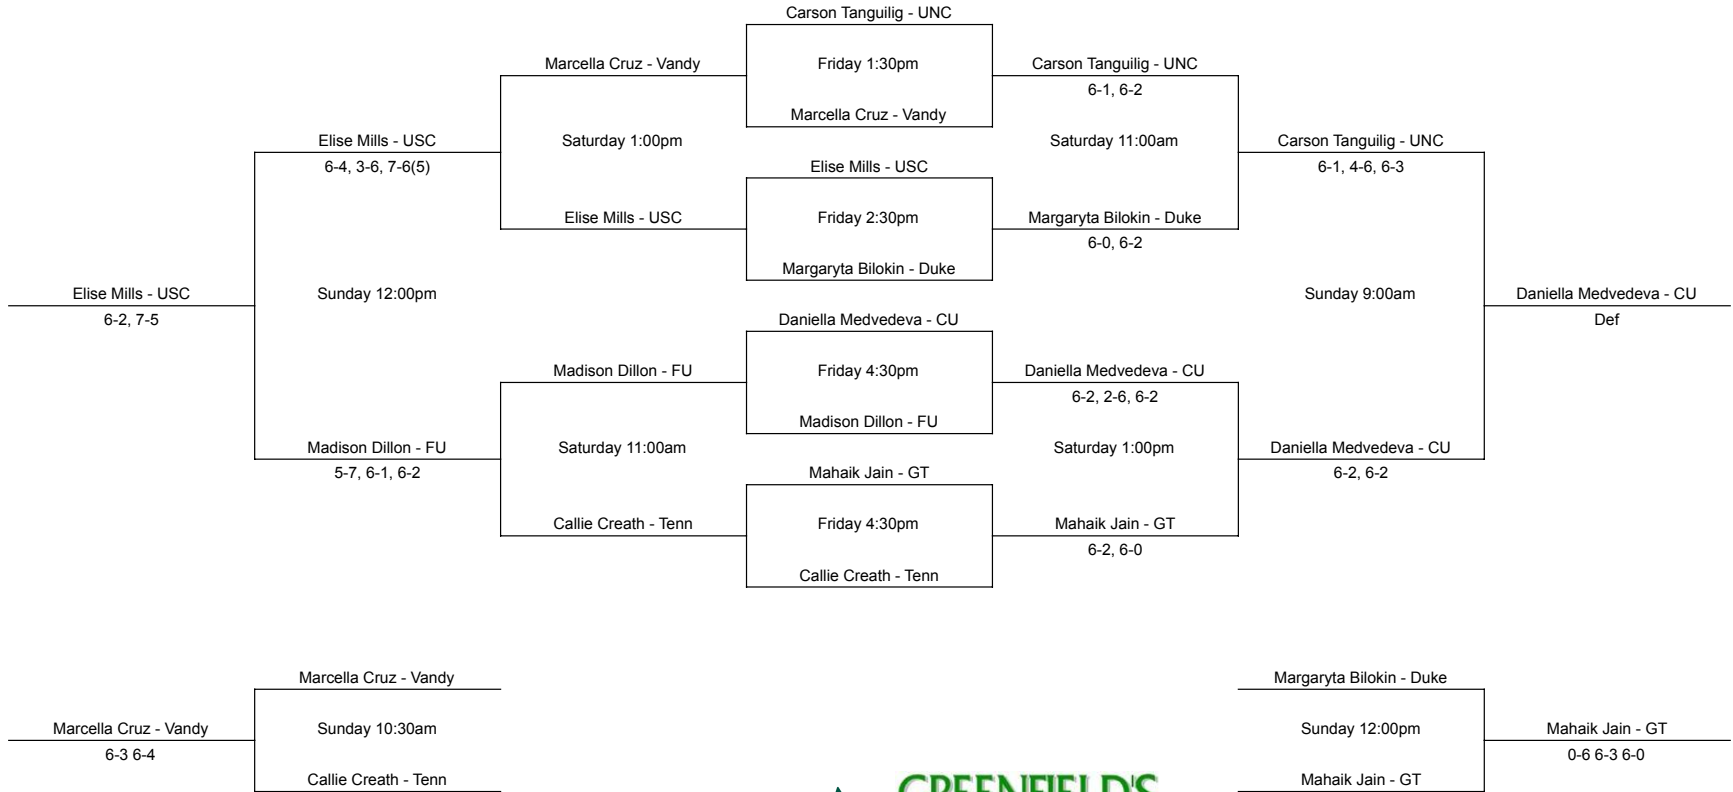 Carson Tanguilig - UNC
Marcella Cruz - Vandy
Friday 1:30pm
Carson Tanguilig - UNC
6-1, 6-2
Marcella Cruz - Vandy
Elise Mills - USC
Saturday 1:00pm
Saturday 11:00am
Carson Tanguilig - UNC
6-4, 3-6, 7-6(5)
Elise Mills - USC
6-1, 4-6, 6-3
Elise Mills - USC
Friday 2:30pm
Margaryta Bilokin - Duke
6-0, 6-2
Margaryta Bilokin - Duke
Elise Mills - USC
Sunday 12:00pm
Sunday 9:00am
Daniella Medvedeva - CU
6-2, 7-5
Daniella Medvedeva - CU
Def
Madison Dillon - FU
Friday 4:30pm
Daniella Medvedeva - CU
6-2, 2-6, 6-2
Madison Dillon - FU
Madison Dillon - FU
Saturday 11:00am
Saturday 1:00pm
Daniella Medvedeva - CU
5-7, 6-1, 6-2
Mahaik Jain - GT
6-2, 6-2
Callie Creath - Tenn
Friday 4:30pm
Mahaik Jain - GT
6-2, 6-0
Callie Creath - Tenn
Marcella Cruz - Vandy
Margaryta Bilokin - Duke
Marcella Cruz - Vandy
Sunday 10:30am
Sunday 12:00pm
Mahaik Jain - GT
6-3 6-4
0-6 6-3 6-0
Callie Creath - Tenn
GREENFIELD'S
Mahaik Jain - GT